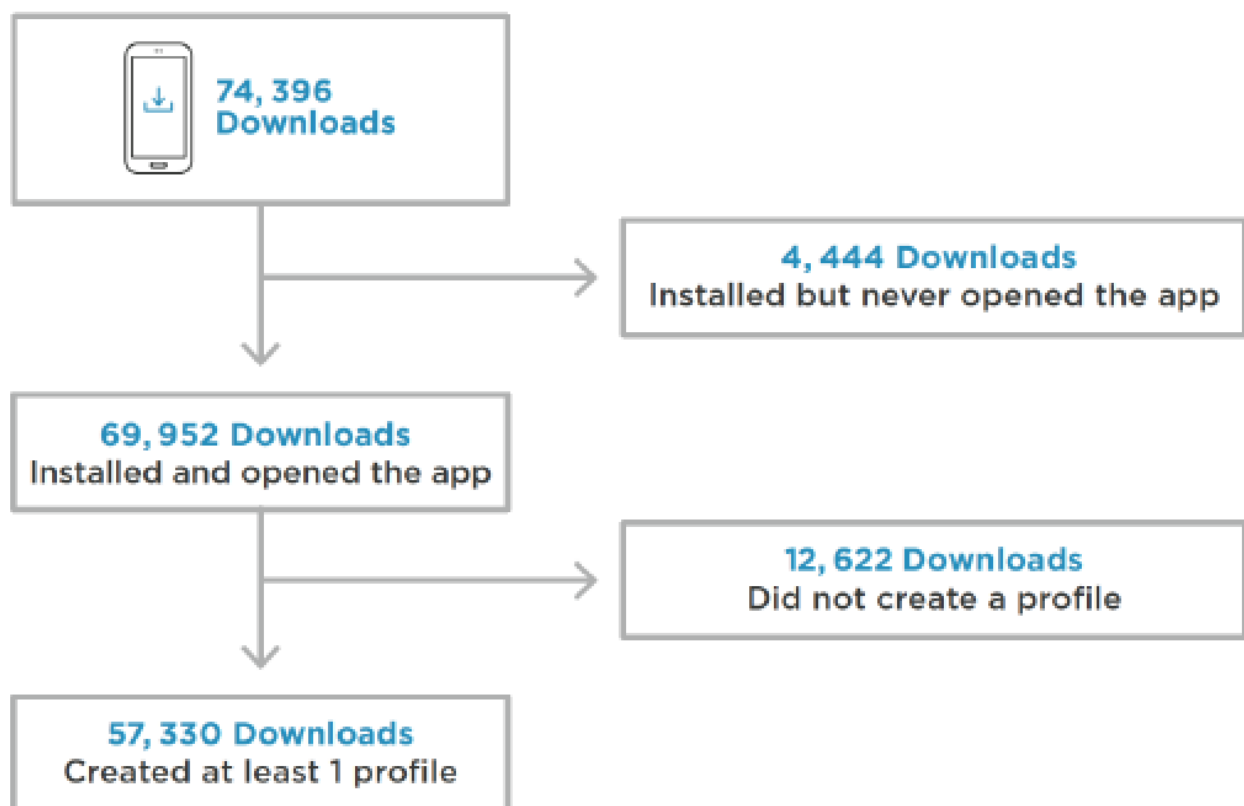 74, 396
Downloads
4, 444 Downloads
Installed but never opened the app
69, 952 Downloads
Installed and opened the app
12, 622 Downloads
Did not create a profile
57, 330 Downloads
Created at least 1 profile